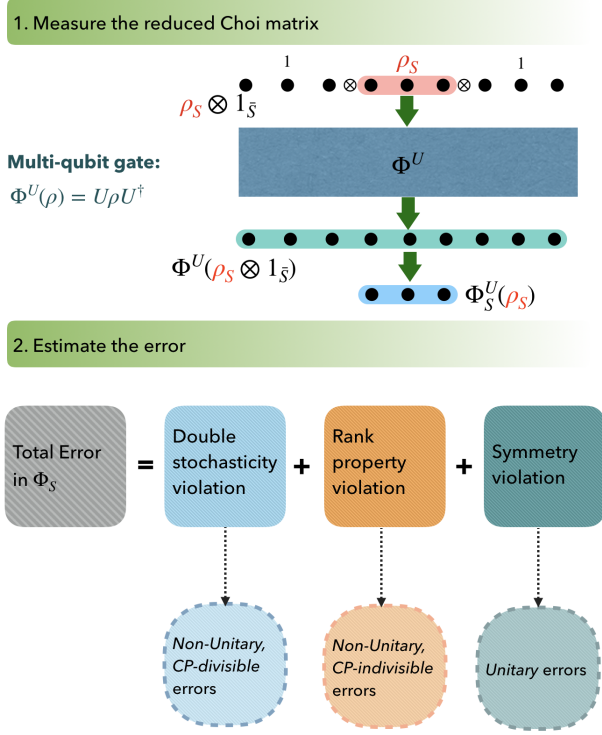 1. Measure the reduced Choi matrix
1 ρ_S 1
⊗ ⊗
ρ_S ⊗ 1_S̄
Multi-qubit gate:
Φ^U(ρ) = UρU^†
Φ^U
Φ^U(ρ_S ⊗ 1_S̄)
Φ^U_S(ρ_S)
2. Estimate the error
Total Error
in Φ_S
=
Double
stochasticity
violation
+
Rank
property
violation
+
Symmetry
violation
Non-Unitary,
CP-divisible
errors
Non-Unitary,
CP-indivisible
errors
Unitary errors